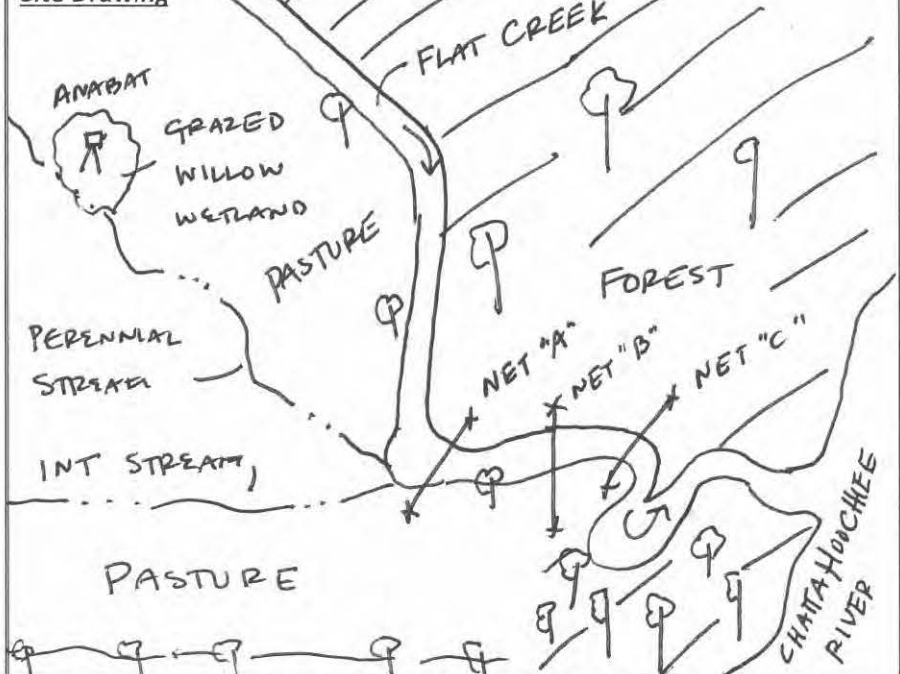 Site Drawing
FLAT CREEK
ANABAT
GRAZED
WILLOW
WETLAND
PASTURE
FOREST
PERENNIAL
STREAM
NET "A"
NET "B"
NET "C"
INT STREAM,
PASTURE
CHATTAHOOCHEE
RIVER